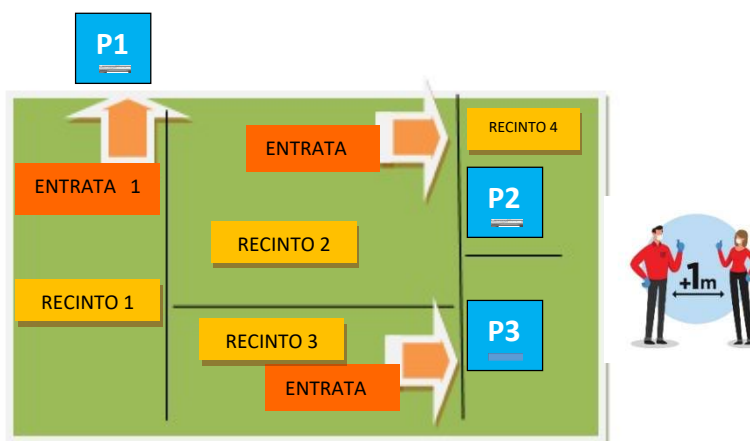 P1
RECINTO 4
ENTRATA
ENTRATA 1
P2
RECINTO 2
+1m
RECINTO 1
P3
RECINTO 3
ENTRATA